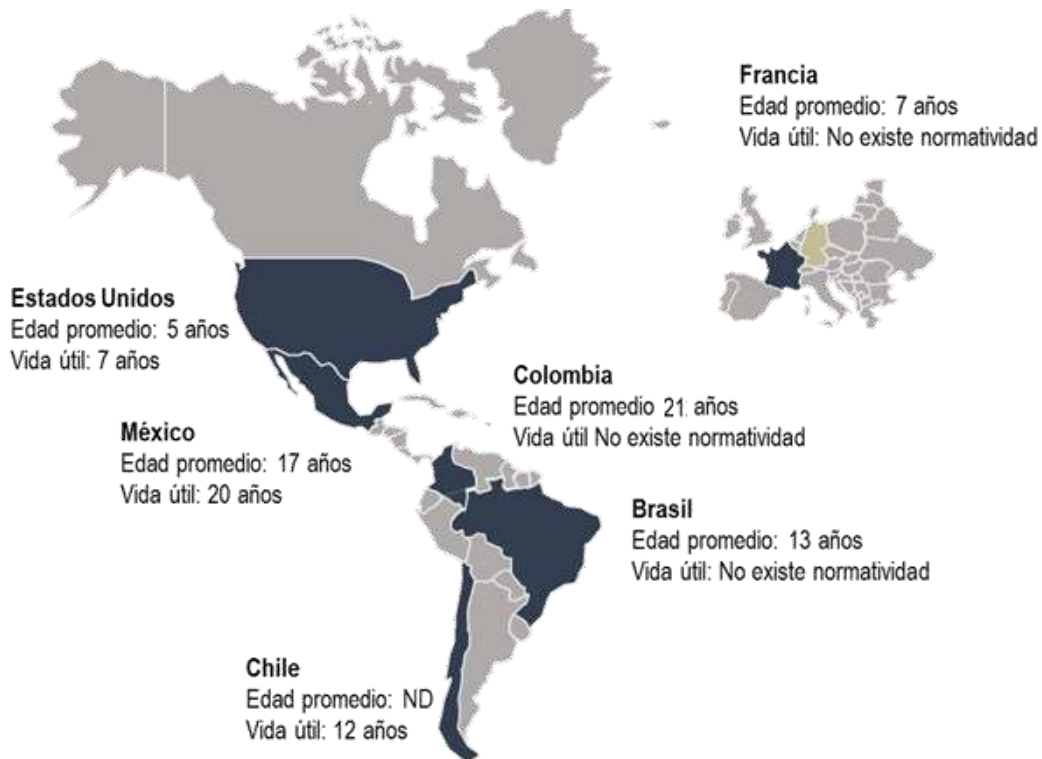 Francia
Edad promedio: 7 años
Vida útil: No existe normatividad
Estados Unidos
Edad promedio: 5 años
Vida útil: 7 años
Colombia
Edad promedio 21 años
Vida útil No existe normatividad
México
Edad promedio: 17 años
Vida útil: 20 años
Brasil
Edad promedio: 13 años
Vida útil: No existe normatividad
Chile
Edad promedio: ND
Vida útil: 12 años